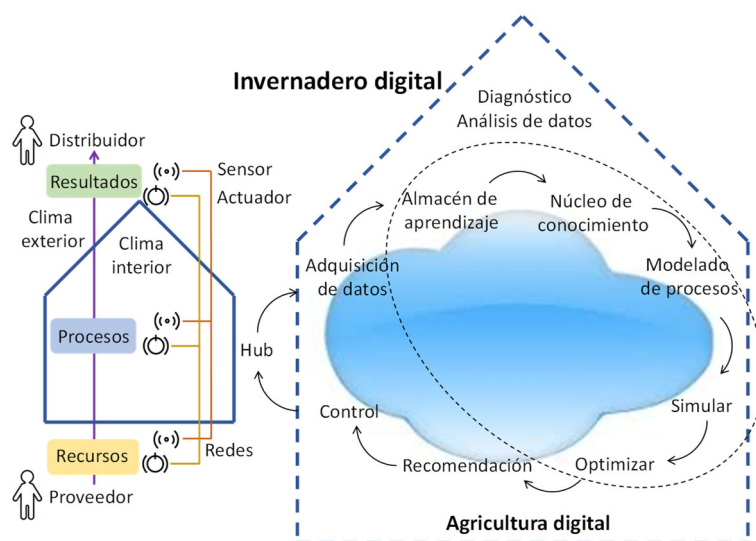 Invernadero digital
Distribuidor
Resultados
Sensor
Actuador
Clima
exterior
Clima
interior
Procesos
Hub
Recursos
Redes
Proveedor
Diagnóstico
Análisis de datos
Almacén de
aprendizaje
Núcleo de
conocimiento
Adquisición
de datos
Modelado
de procesos
Control
Simular
Recomendación
Optimizar
Agricultura digital